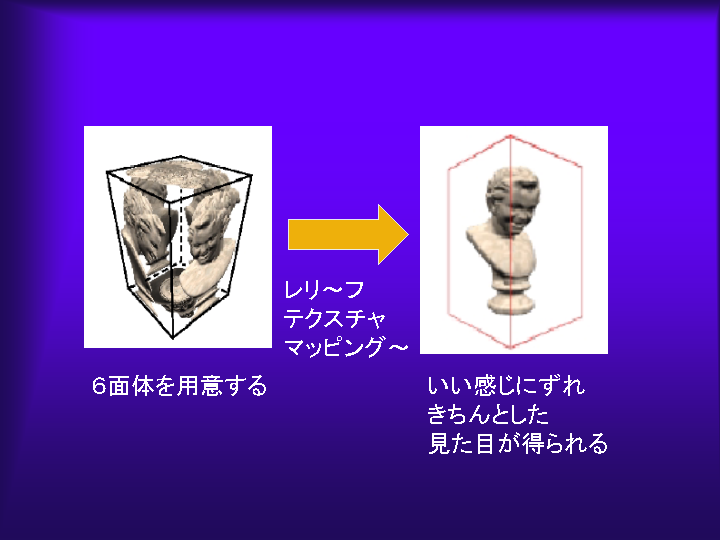 レリ～フ
テクスチャ
マッピング～
６面体を用意する
いい感じにずれ
きちんとした
見た目が得られる